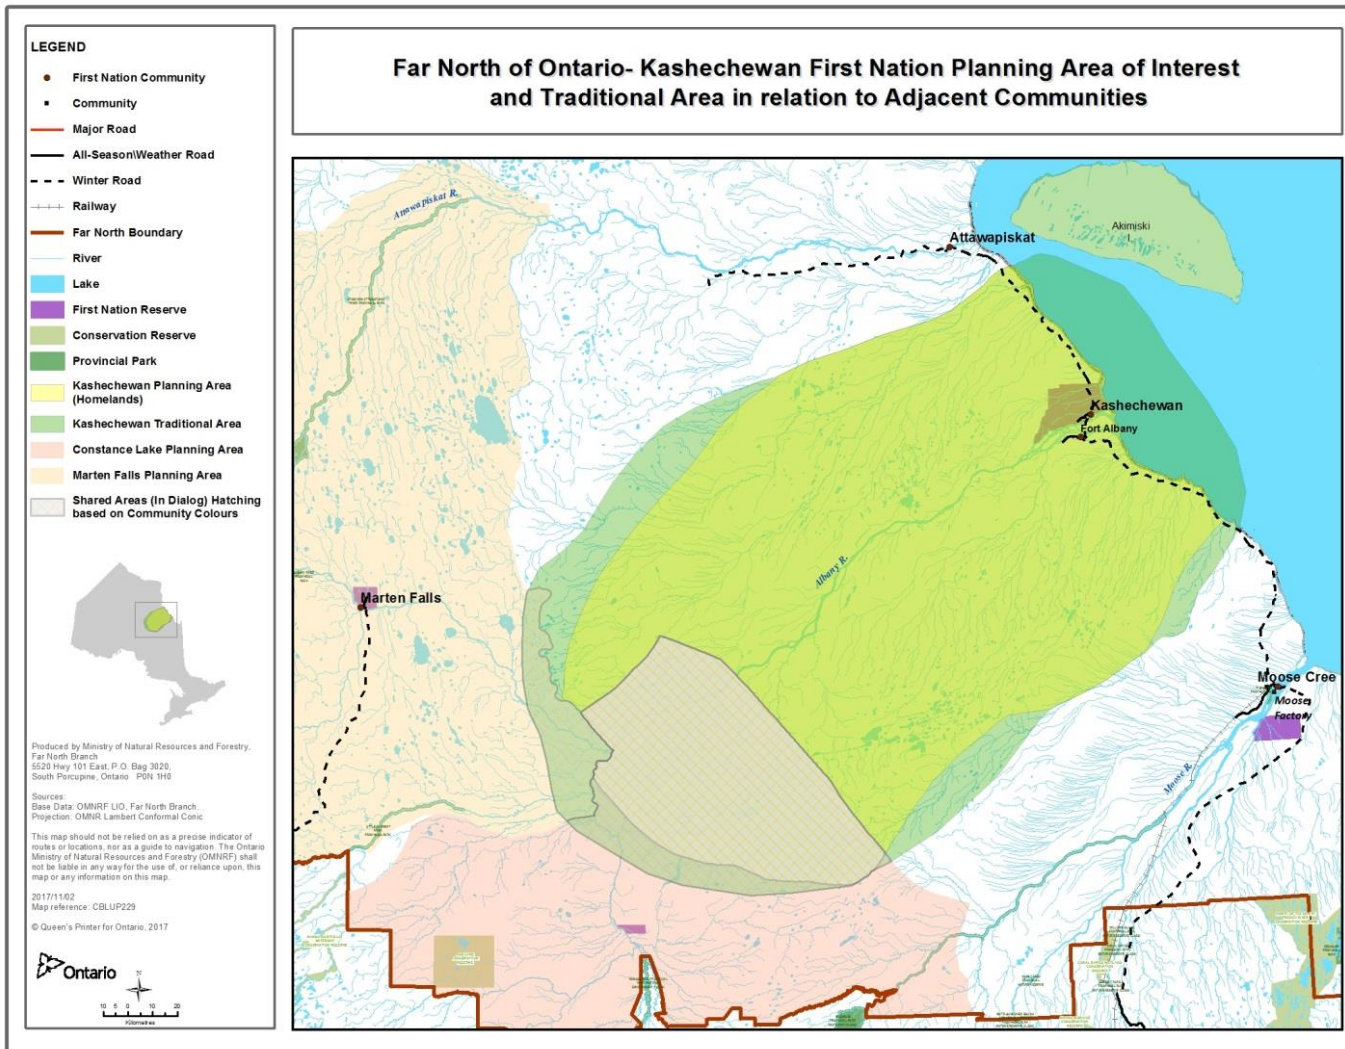 LEGEND
First Nation Community
Community
Major Road
All-Season\Weather Road
Winter Road
Railway
Far North Boundary
River
Lake
First Nation Reserve
Conservation Reserve
Provincial Park
Kashechewan Planning Area
(Homelands)
Kashechewan Traditional Area
Constance Lake Planning Area
Marten Falls Planning Area
Shared Areas (In Dialog) Hatching
based on Community Colours
Produced by Ministry of Natural Resources and Forestry,
Far North Branch
5520 Hwy 101 East, P.O. Bag 3020,
South Porcupine, Ontario P0N 1H0
Sources:
Base Data: OMNRF LIO, Far North Branch.
Projection: OMNR Lambert Conformal Conic
This map should not be relied on as a precise indicator of
routes or locations, nor as a guide to navigation. The Ontario
Ministry of Natural Resources and Forestry (OMNRF) shall
not be liable in any way for the use of, or reliance upon, this
map or any information on this map.
2017/11/02
Map reference: CBLUP229
© Queen's Printer for Ontario, 2017
Ontario
N
10 5 0 10 20
Kilometres
Far North of Ontario- Kashechewan First Nation Planning Area of Interest
and Traditional Area in relation to Adjacent Communities
Attawapiskat R.
Attawapiskat
Akimiski
I.
Kashechewan
Fort Albany
Albany R.
Marten Falls
Moose Cree
Moose
Factory
Moose R.